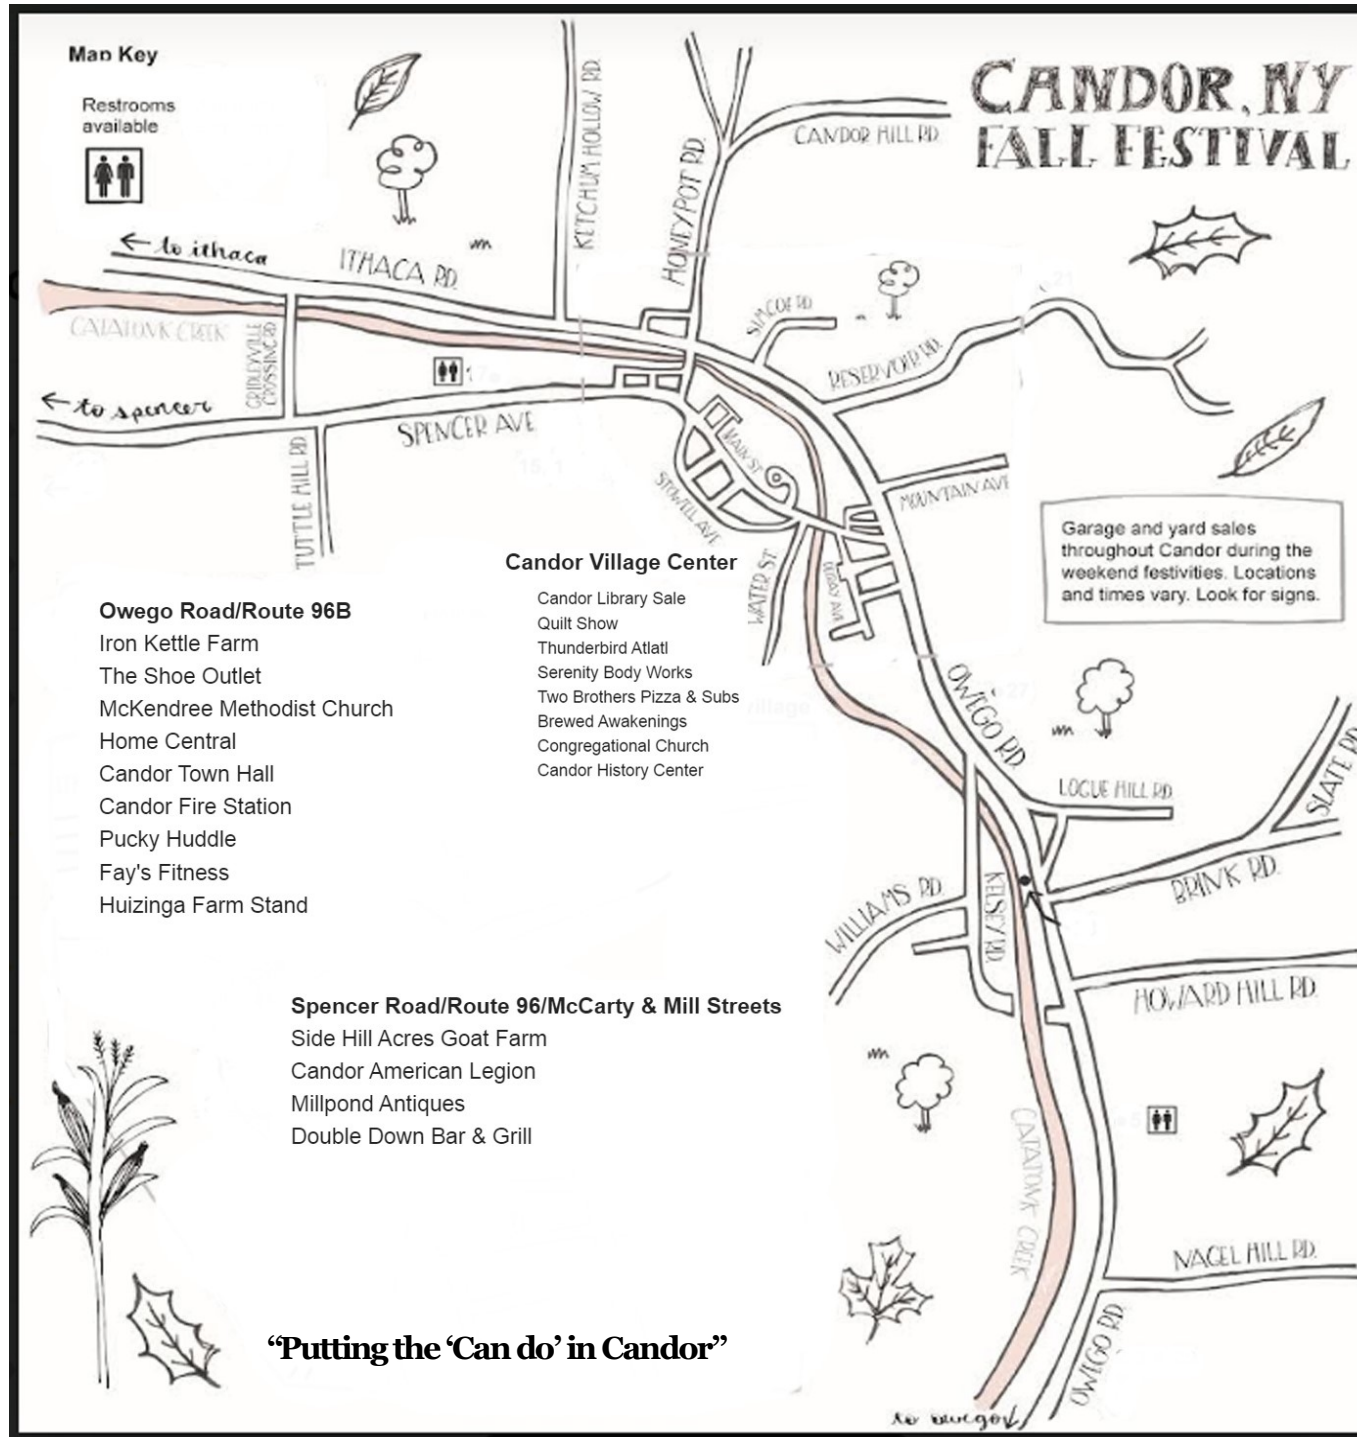 Map Key
Restrooms
available
CANDOR, NY
FALL FESTIVAL
KETCHUM HOLLOW RD.
HONEYPOT RD.
CANDOR HILL RD.
← to ithaca
ITHACA RD.
CATATONK CREEK
GRIDLEYVILLE
CROSSING RD
SIMCOE RD
RESERVOIR RD.
← to spencer
SPENCER AVE
TUTTLE HILL RD
MAIN ST
STOWELL AVE
MOUNTAIN AVE
WATER ST
Garage and yard sales
throughout Candor during the
weekend festivities. Locations
and times vary. Look for signs.
Candor Village Center
Candor Library Sale
Quilt Show
Thunderbird Atlatl
Serenity Body Works
Two Brothers Pizza & Subs
Brewed Awakenings
Congregational Church
Candor History Center
Owego Road/Route 96B
Iron Kettle Farm
The Shoe Outlet
McKendree Methodist Church
Home Central
Candor Town Hall
Candor Fire Station
Pucky Huddle
Fay's Fitness
Huizinga Farm Stand
OWEGO RD.
LOGUE HILL RD.
SLATE RD
BRINK RD.
WILLIAMS RD.
KELSEY RD.
HOWARD HILL RD.
Spencer Road/Route 96/McCarty & Mill Streets
Side Hill Acres Goat Farm
Candor American Legion
Millpond Antiques
Double Down Bar & Grill
CATATONK CREEK
NAGEL HILL RD.
OWEGO RD.
“Putting the ‘Can do’ in Candor”
to owego